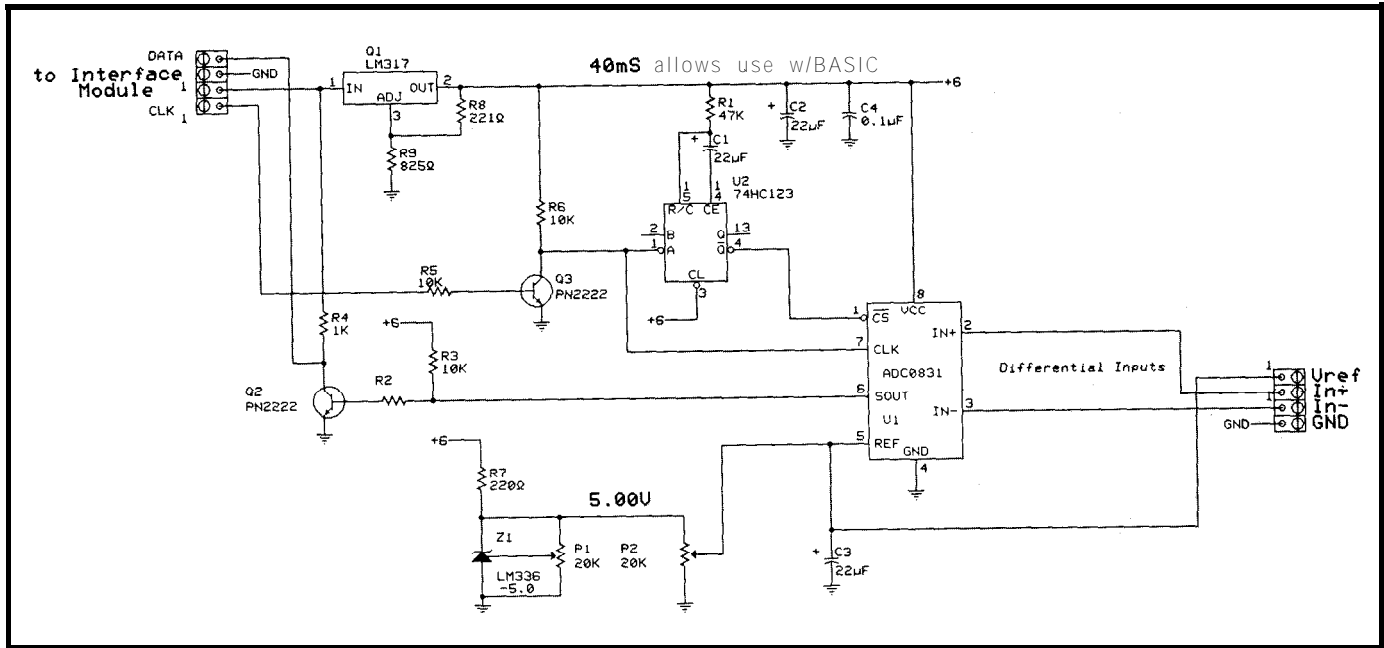 DATA
to Interface
Module
GND
1
CLK
1
Q1
LM317
1
IN
OUT
2
ADJ
3
R8
221Ω
R9
825Ω
40mS allows use w/BASIC
+6
R1
47K
+
C1
22µF
+
C2
22µF
C4
0.1µF
U2
74HC123
1
5
1
4
R/C
CE
2
B
1
A
Q
13
Q
4
CL
3
+6
R6
10K
R5
10K
Q3
PN2222
R4
1K
+6
R3
10K
R2
Q2
PN2222
8
VCC
1
CS
7
CLK
ADC0831
6
SOUT
U1
5
REF
GND
4
IN+
2
IN-
3
Differential Inputs
1
Vref
In+
1
In-
GND
GND
+6
R7
220Ω
5.00V
Z1
LM336
-5.0
P1
20K
P2
20K
+
C3
22µF